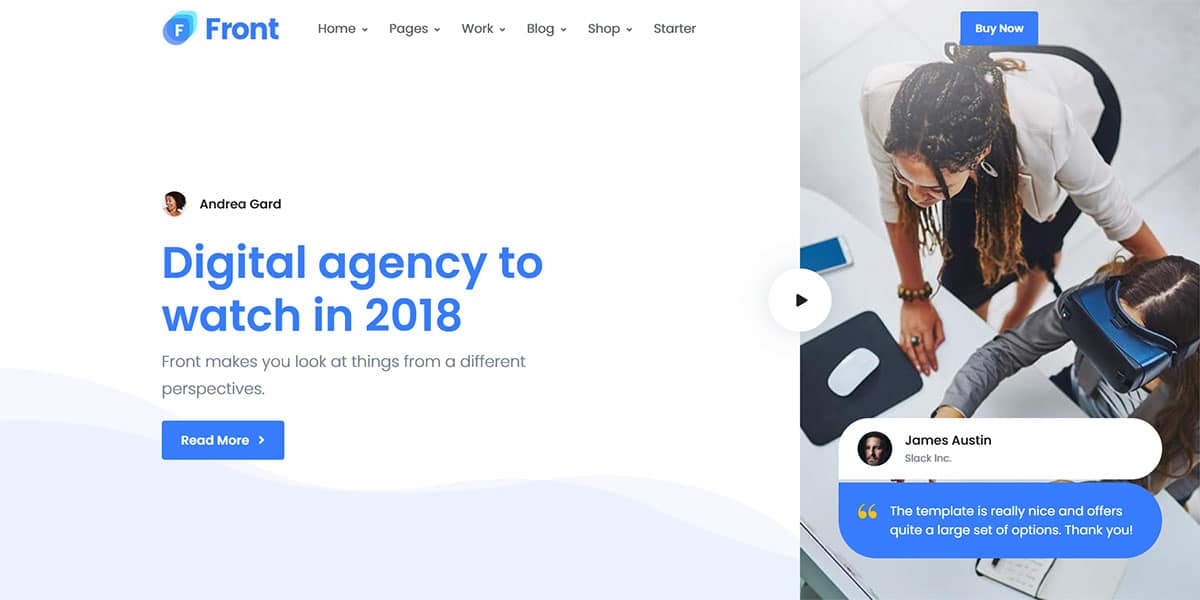 F Front
Home Pages Work Blog Shop Starter
Buy Now
Andrea Gard
Digital agency to
watch in 2018
Front makes you look at things from a different
perspectives.
Read More
James Austin
Slack Inc.
The template is really nice and offers
quite a large set of options. Thank you!